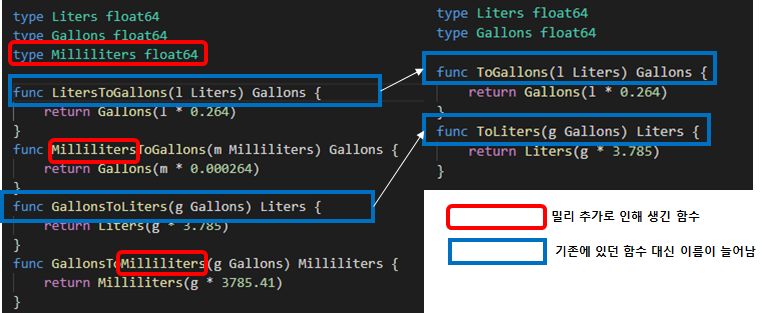 type Liters float64
type Gallons float64
type Milliliters float64
func LitersToGallons(l Liters) Gallons {
return Gallons(l * 0.264)
}
func MillilitersToGallons(m Milliliters) Gallons {
return Gallons(m * 0.000264)
}
func GallonsToLiters(g Gallons) Liters {
return Liters(g * 3.785)
}
func GallonsToMilliliters(g Gallons) Milliliters {
return Milliliters(g * 3785.41)
}
type Liters float64
type Gallons float64
func ToGallons(l Liters) Gallons {
return Gallons(l * 0.264)
}
func ToLiters(g Gallons) Liters {
return Liters(g * 3.785)
}
밀리 추가로 인해 생긴 함수
기존에 있던 함수 대신 이름이 늘어남